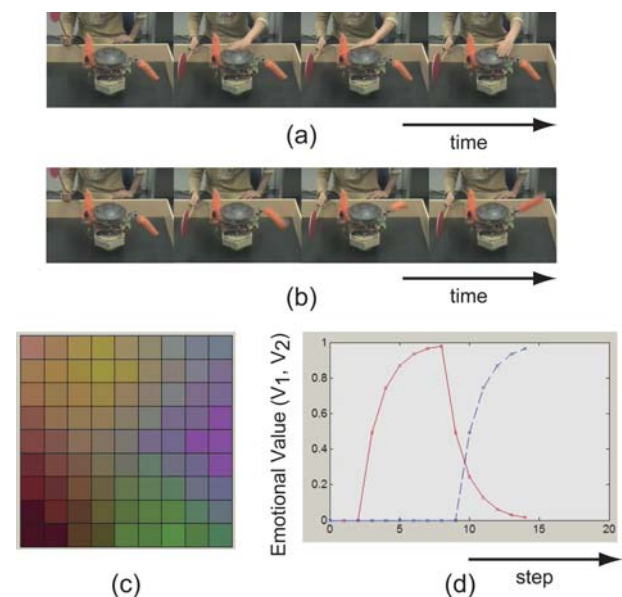 (a)
time
(b)
time
Emotional Value (V₁, V₂)
1
0.8
0.6
0.4
0.2
0
0
5
10
15
20
(c)
(d)
step